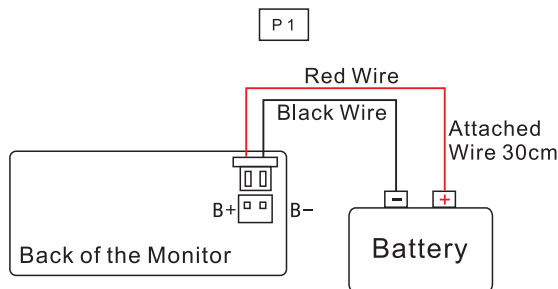 P 1
Red Wire
Black Wire
Attached
Wire 30cm
B+
B-
- +
Back of the Monitor
Battery